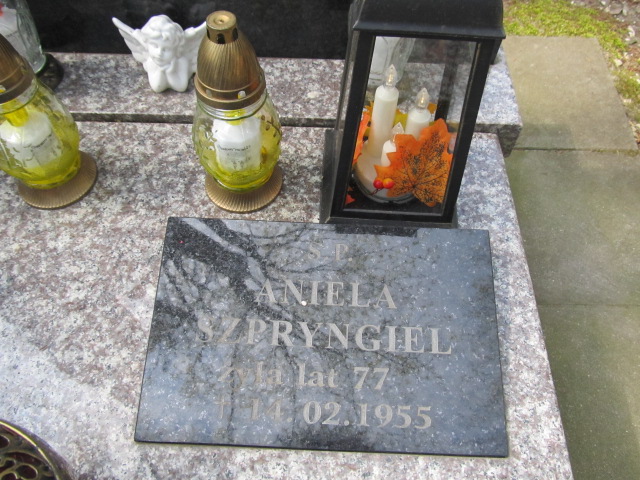 Ś.P.
ANIELA
SZPRYNGIEL
żyła lat 77
† 14.02.1955